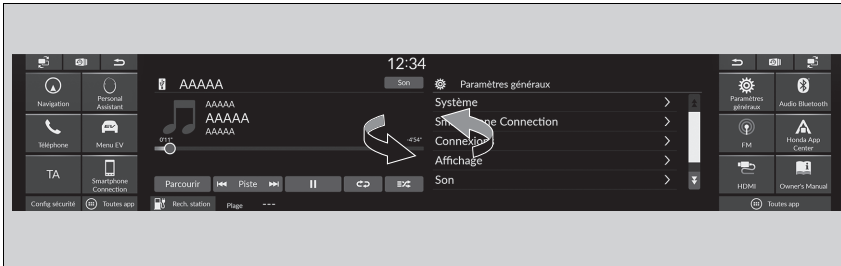 12:34
Navigation
Personal
Assistant
Téléphone
EV
Menu EV
TA
Smartphone
Connection
Config sécurité
Toutes app
AAAAA
Son
AAAAA
AAAAA
AAAAA
0'11"
-4'54"
Parcourir
Piste
Rech. station
Plage
---
Paramètres généraux
Système
Connexion
Affichage
Son
Paramètres
généraux
Audio Bluetooth
FM
Honda App
Center
HDMI
Owner's Manual
Toutes app